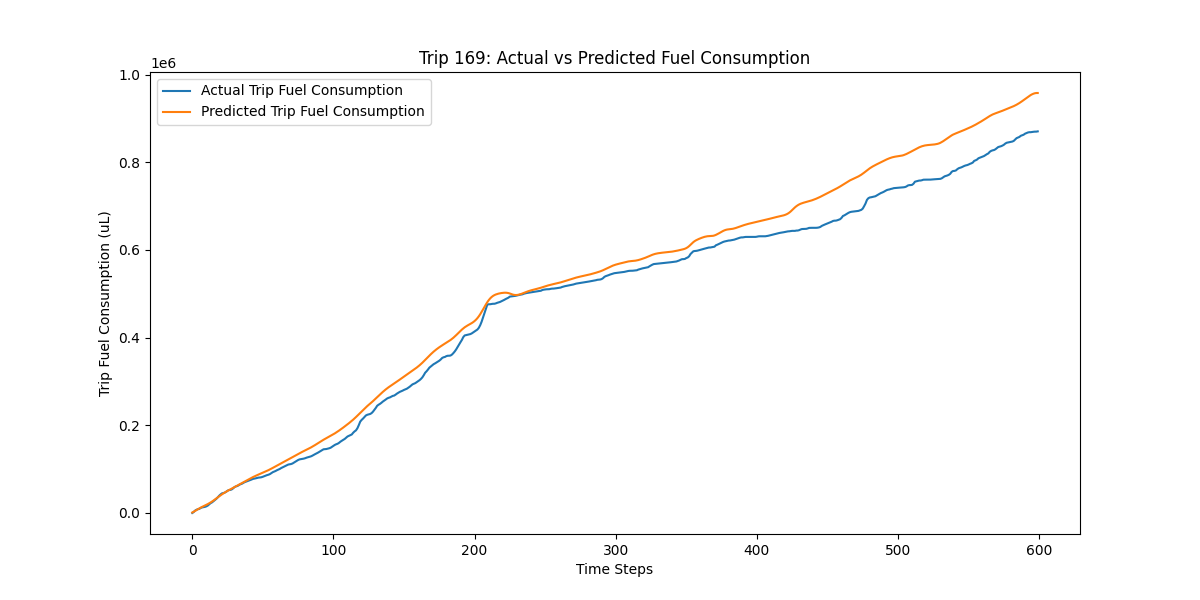 Trip 169: Actual vs Predicted Fuel Consumption
1e6
Actual Trip Fuel Consumption
Predicted Trip Fuel Consumption
1.0
0.8
0.6
0.4
0.2
0.0
Trip Fuel Consumption (uL)
0 100 200 300 400 500 600
Time Steps